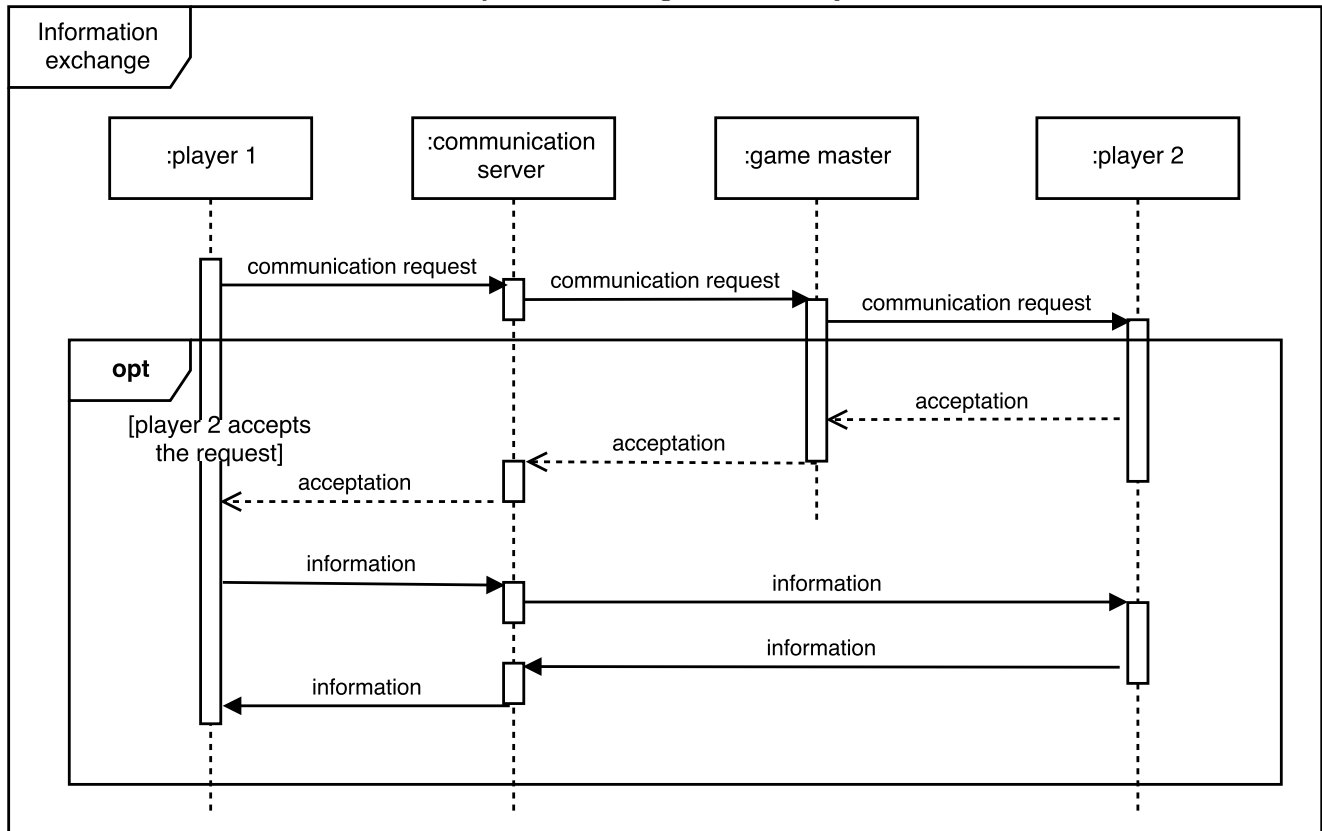 Information
exchange
:player 1
:communication
server
:game master
:player 2
communication request
communication request
communication request
opt
[player 2 accepts
the request]
acceptation
acceptation
acceptation
information
information
information
information